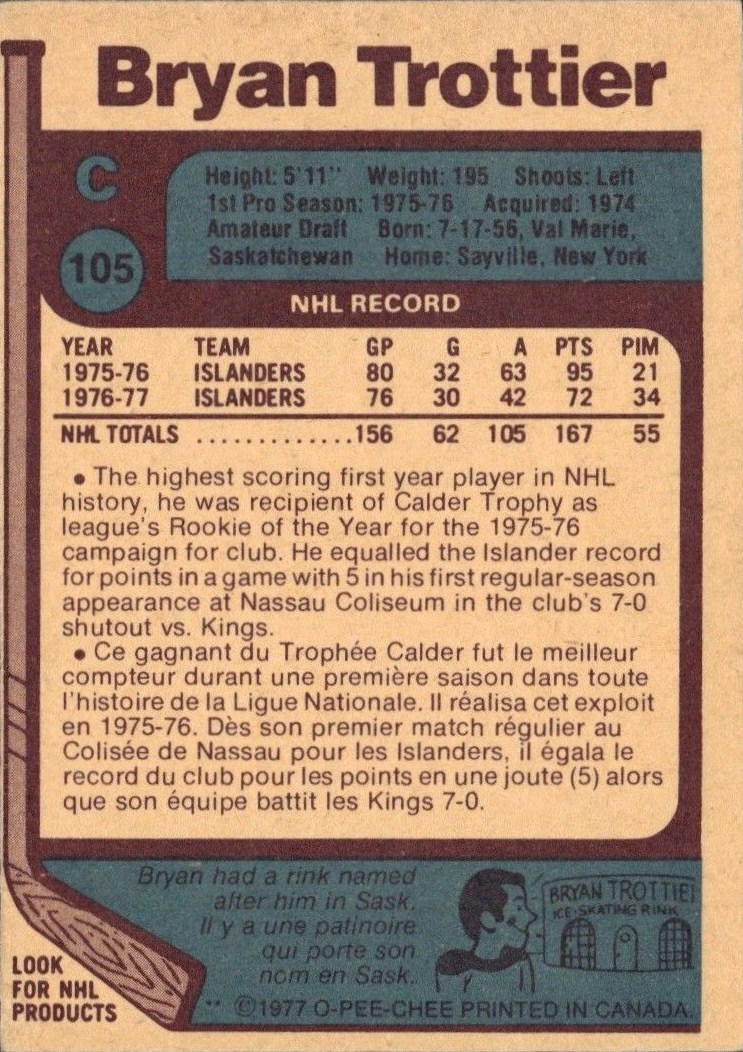 Bryan Trottier
C
105
Height: 5'11" Weight: 195 Shoots: Left
1st Pro Season: 1975-76 Acquired: 1974
Amateur Draft Born: 7-17-56, Val Marie,
Saskatchewan Home: Sayville, New York
NHL RECORD
YEAR TEAM GP G A PTS PIM
1975-76 ISLANDERS 80 32 63 95 21
1976-77 ISLANDERS 76 30 42 72 34
NHL TOTALS .............156 62 105 167 55
• The highest scoring first year player in NHL
history, he was recipient of Calder Trophy as
league's Rookie of the Year for the 1975-76
campaign for club. He equalled the Islander record
for points in a game with 5 in his first regular-season
appearance at Nassau Coliseum in the club's 7-0
shutout vs. Kings.
• Ce gagnant du Trophée Calder fut le meilleur
compteur durant une première saison dans toute
l'histoire de la Ligue Nationale. Il réalisa cet exploit
en 1975-76. Dès son premier match régulier au
Colisée de Nassau pour les Islanders, il égala le
record du club pour les points en une joute (5) alors
que son équipe battit les Kings 7-0.
Bryan had a rink named
after him in Sask.
Il y a une patinoire
qui porte son
nom en Sask.
BRYAN TROTTIER
ICE-SKATING RINK
LOOK
FOR NHL
PRODUCTS
** ©1977 O-PEE-CHEE PRINTED IN CANADA.